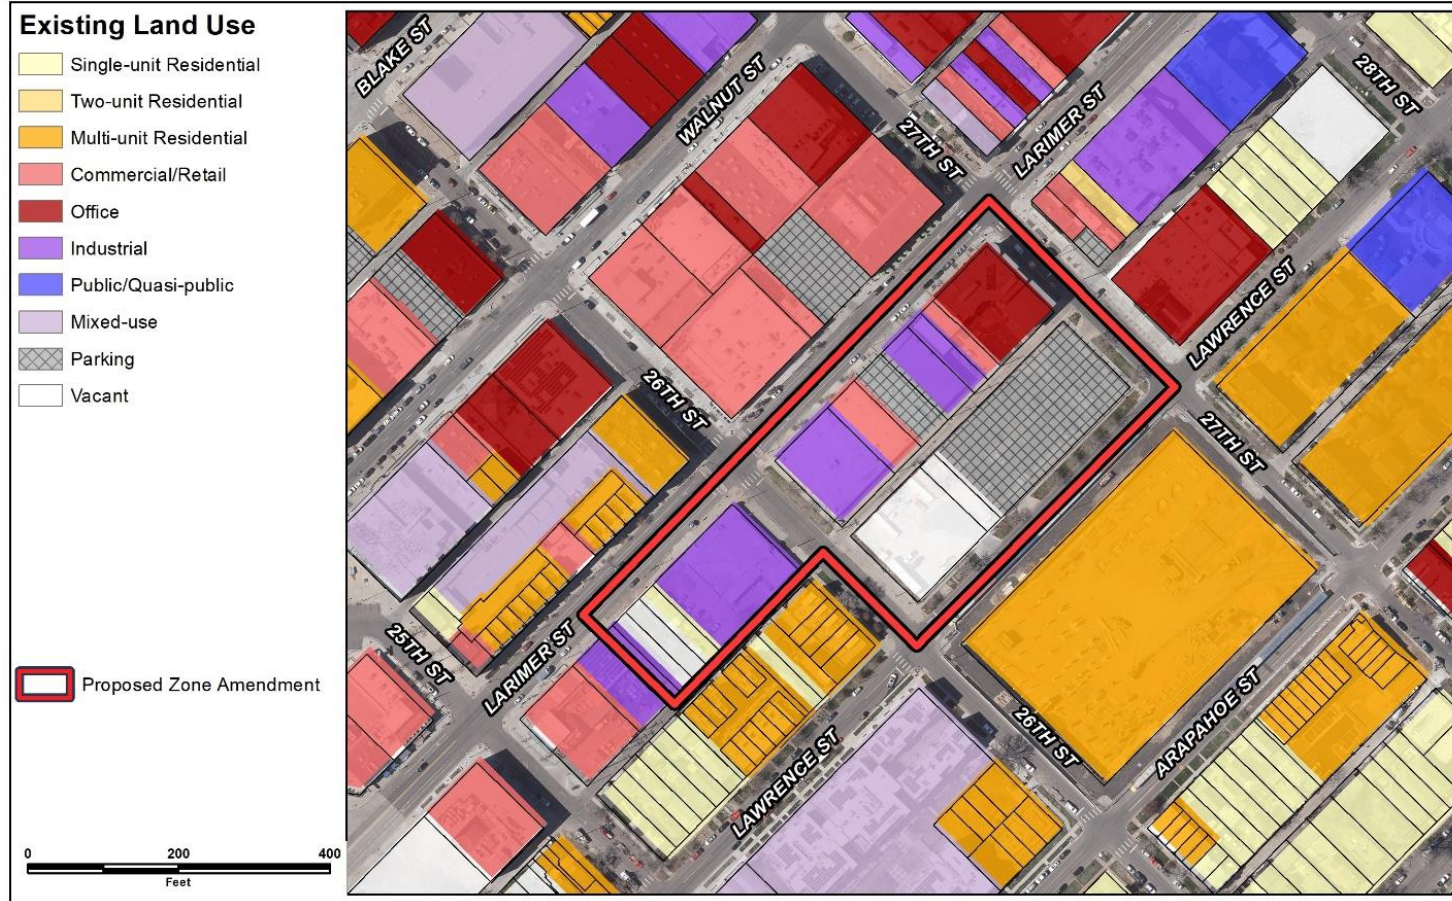 Existing Land Use
Single-unit Residential
Two-unit Residential
Multi-unit Residential
Commercial/Retail
Office
Industrial
Public/Quasi-public
Mixed-use
Parking
Vacant
Proposed Zone Amendment
0 200 400
Feet
BLAKE ST
WALNUT ST
27TH ST
LARIMER ST
28TH ST
LAWRENCE ST
26TH ST
27TH ST
25TH ST
LARIMER ST
LAWRENCE ST
26TH ST
ARAPAHOE ST